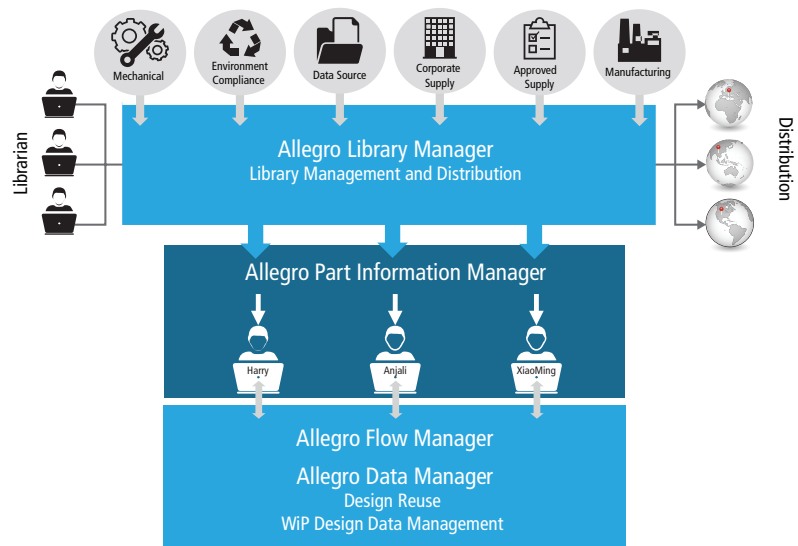 Mechanical
Environment
Compliance
Data Source
Corporate
Supply
Approved
Supply
Manufacturing
Librarian
Distribution
Allegro Library Manager
Library Management and Distribution
Allegro Part Information Manager
Harry
Anjali
XiaoMing
Allegro Flow Manager
Allegro Data Manager
Design Reuse
WiP Design Data Management